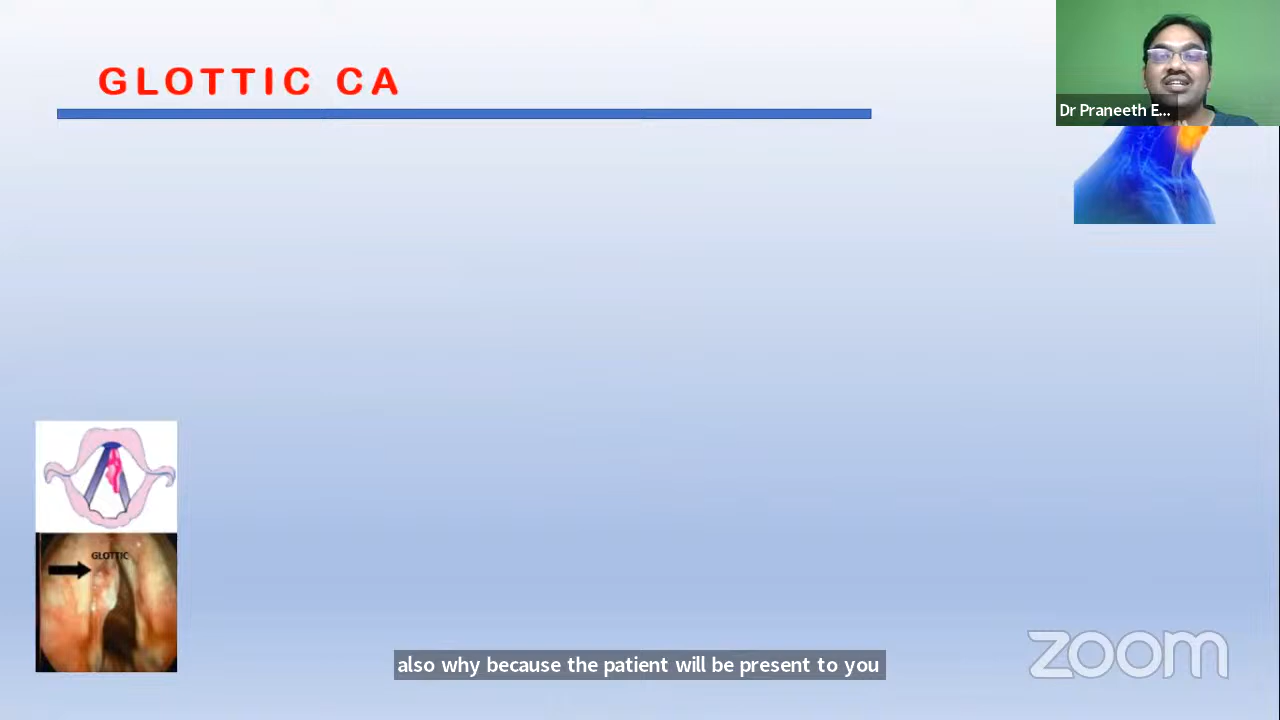 GLOTTIC CA
Dr Praneeth E...
GLOTTIC
also why because the patient will be present to you
zoom